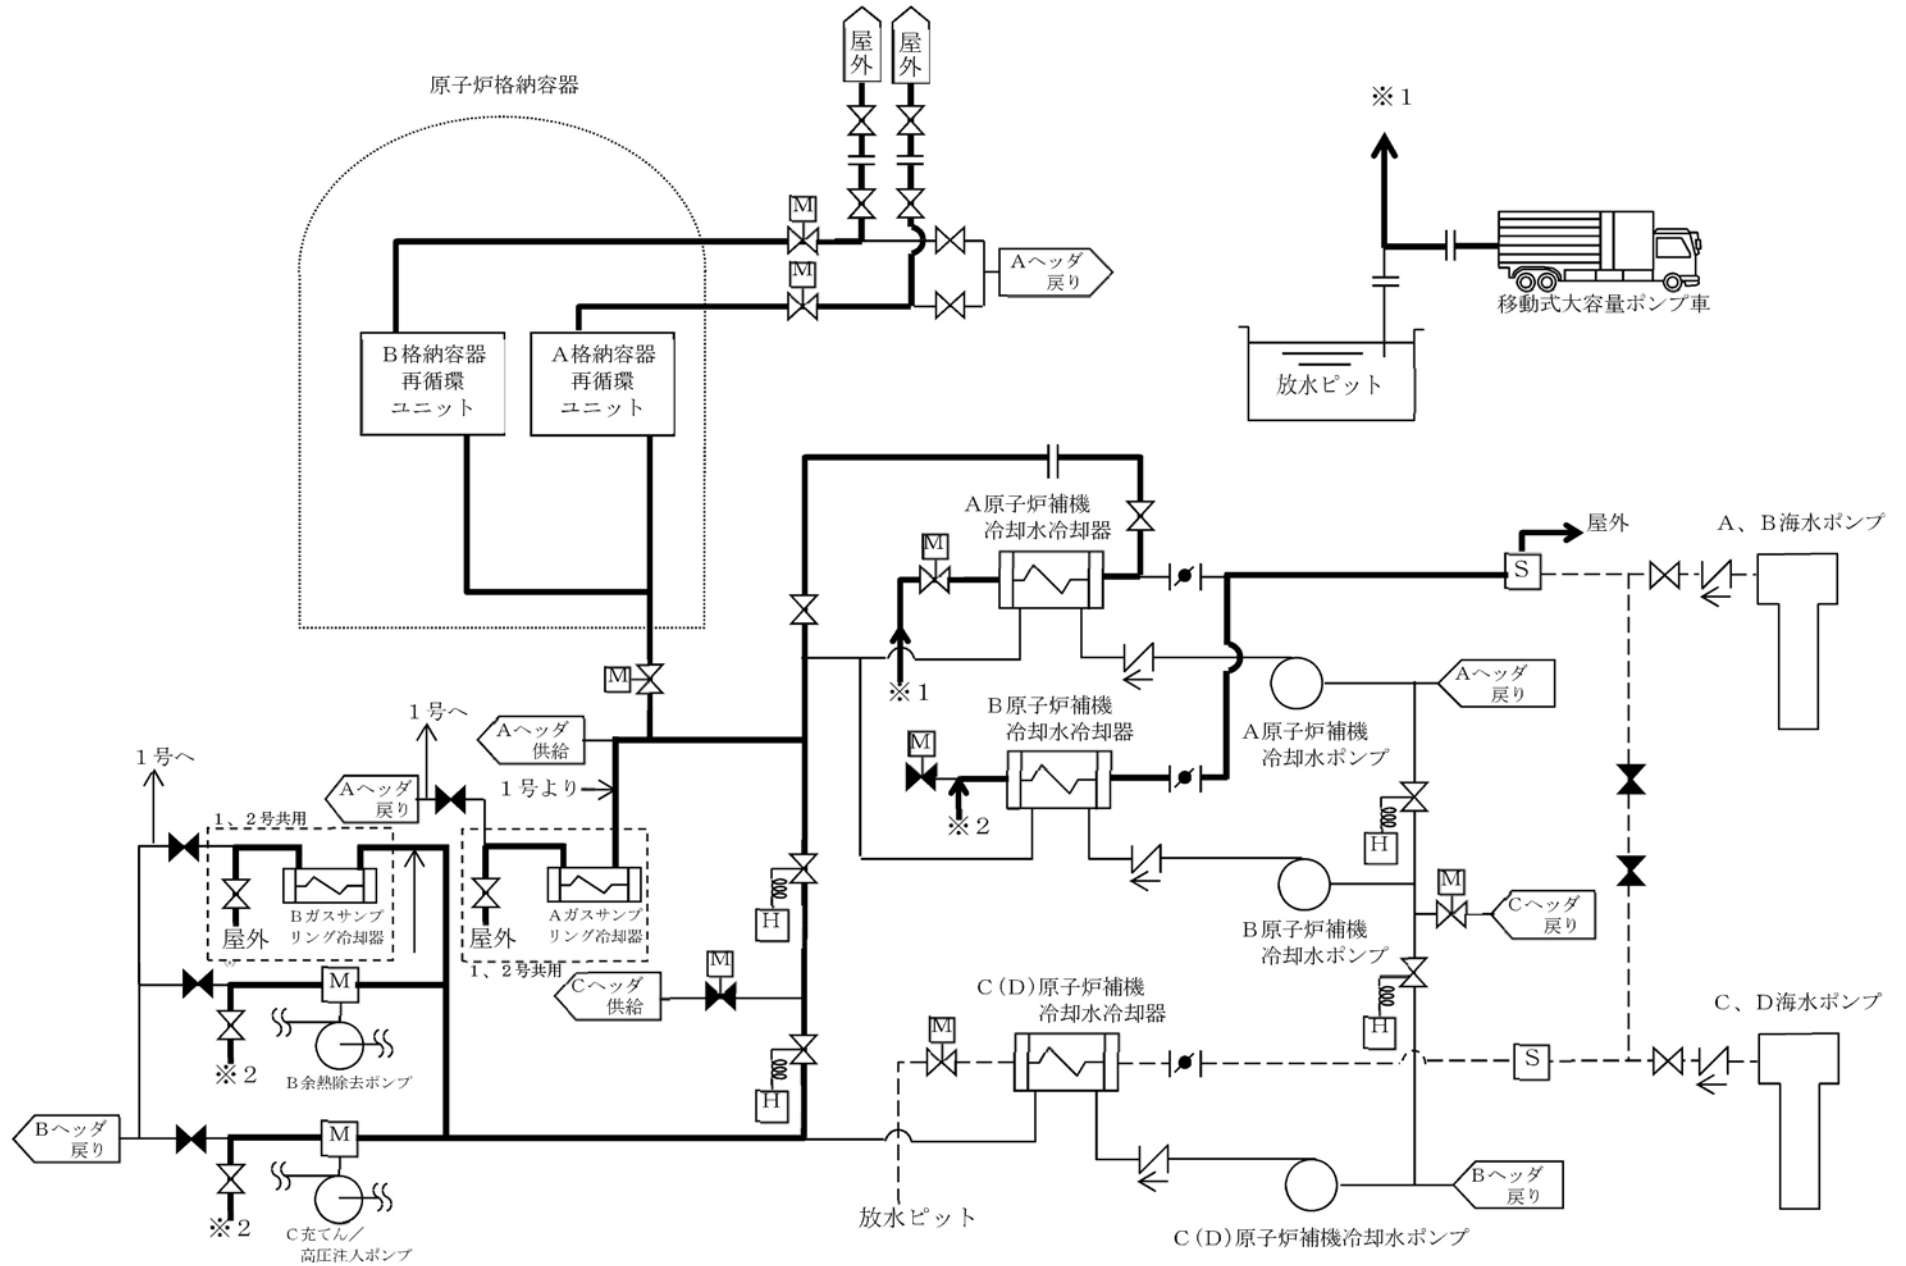 屋
外
屋
外
原子炉格納容器
※1
M
M
Aヘッダ
戻り
移動式大容量ポンプ車
B格納容器
再循環
ユニット
A格納容器
再循環
ユニット
放水ピット
A原子炉補機
冷却水冷却器
M
屋外
S
A、B海水ポンプ
M
※1
Aヘッダ
戻り
B原子炉補機
冷却水冷却器
A原子炉補機
冷却水ポンプ
1号へ
Aヘッダ
供給
M
1号へ
Aヘッダ
戻り
1号より
※2
1、2号共用
H
Bガスサンプ
リング冷却器
屋外
Aガスサンプ
リング冷却器
屋外
1、2号共用
H
M
Cヘッダ
戻り
B原子炉補機
冷却水ポンプ
M
Cヘッダ
供給
M
B余熱除去ポンプ
※2
C(D)原子炉補機
冷却水冷却器
M
H
S
C、D海水ポンプ
H
Bヘッダ
戻り
M
C充てん/
高圧注入ポンプ
※2
放水ピット
Bヘッダ
戻り
C(D)原子炉補機冷却水ポンプ